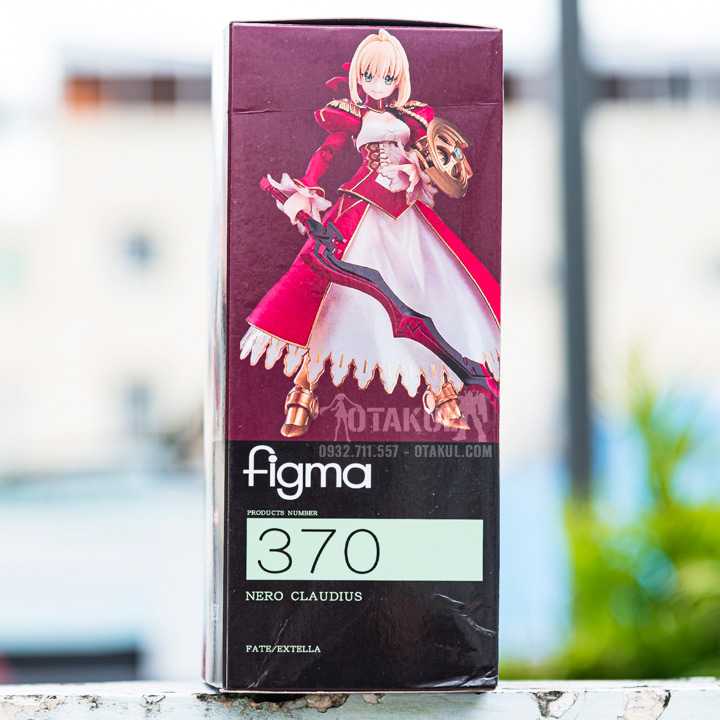 OTAKUL
0932.711.557 - OTAKUL.COM
figma
PRODUCTS NUMBER
370
NERO CLAUDIUS
FATE/EXTELLA